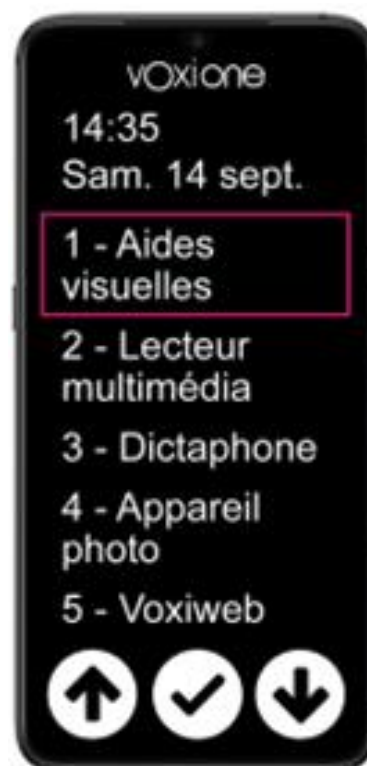 vOxiOne
14:35
Sam. 14 sept.
1 - Aides
visuelles
2 - Lecteur
multimédia
3 - Dictaphone
4 - Appareil
photo
5 - Voxiweb